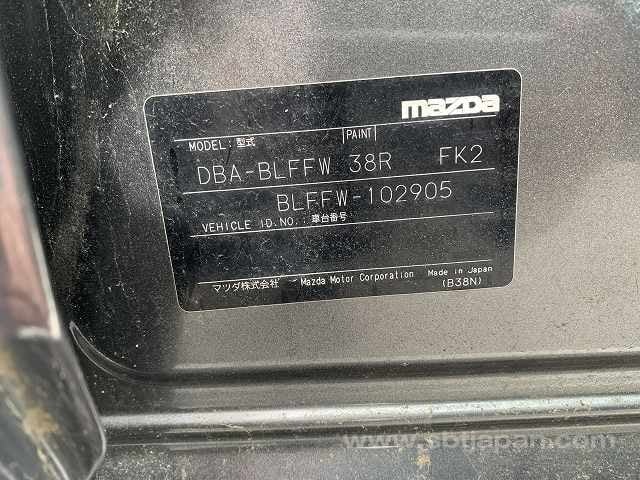 mazda
MODEL: 型式 PAINT
DBA-BLFFW 38R FK2
BLFFW-102905
VEHICLE ID.NO.: 車台番号
マツダ株式会社 Mazda Motor Corporation Made in Japan
(B38N)
www.sbtjapan.com